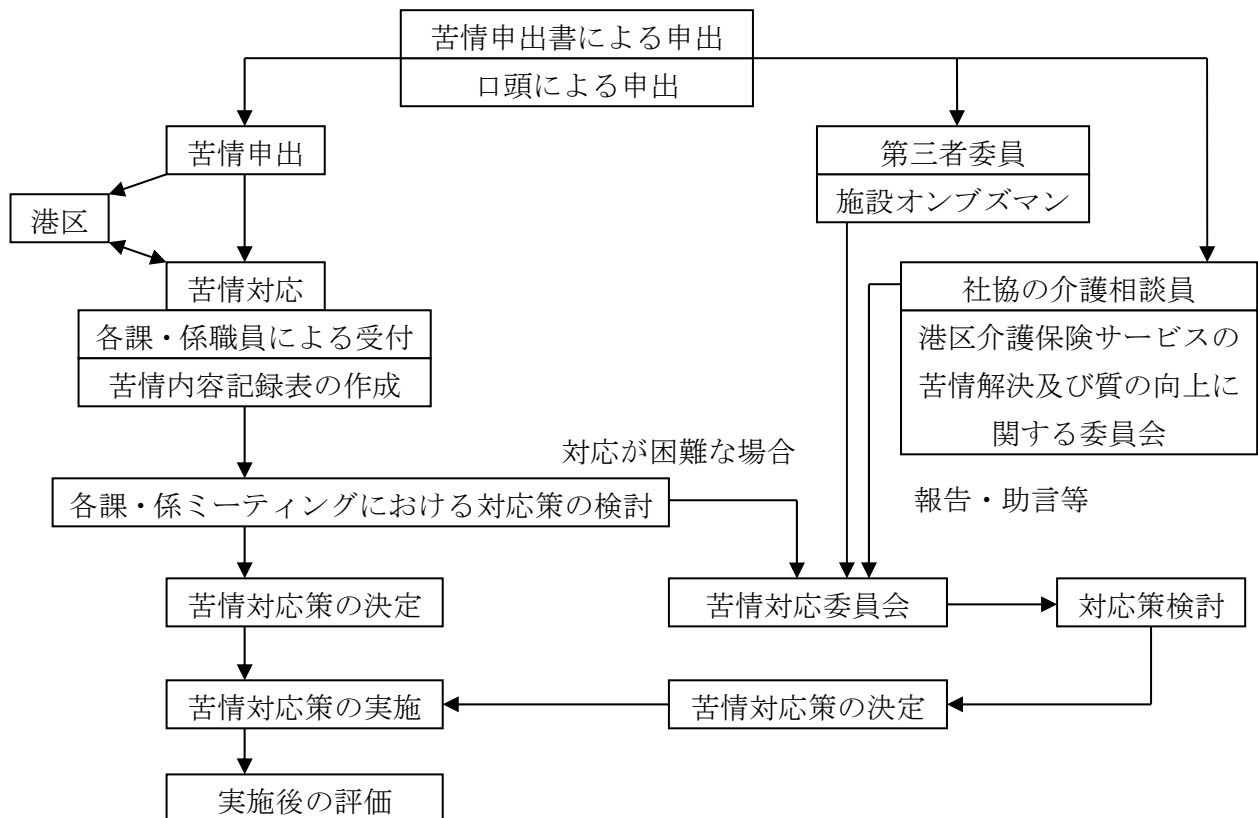 苦情申出書による申出
口頭による申出
苦情申出
第三者委員
施設オンブズマン
港区
苦情対応
各課・係職員による受付
苦情内容記録表の作成
社協の介護相談員
港区介護保険サービスの
苦情解決及び質の向上に
関する委員会
対応が困難な場合
各課・係ミーティングにおける対応策の検討
報告・助言等
苦情対応策の決定
苦情対応委員会
対応策検討
苦情対応策の実施
苦情対応策の決定
実施後の評価